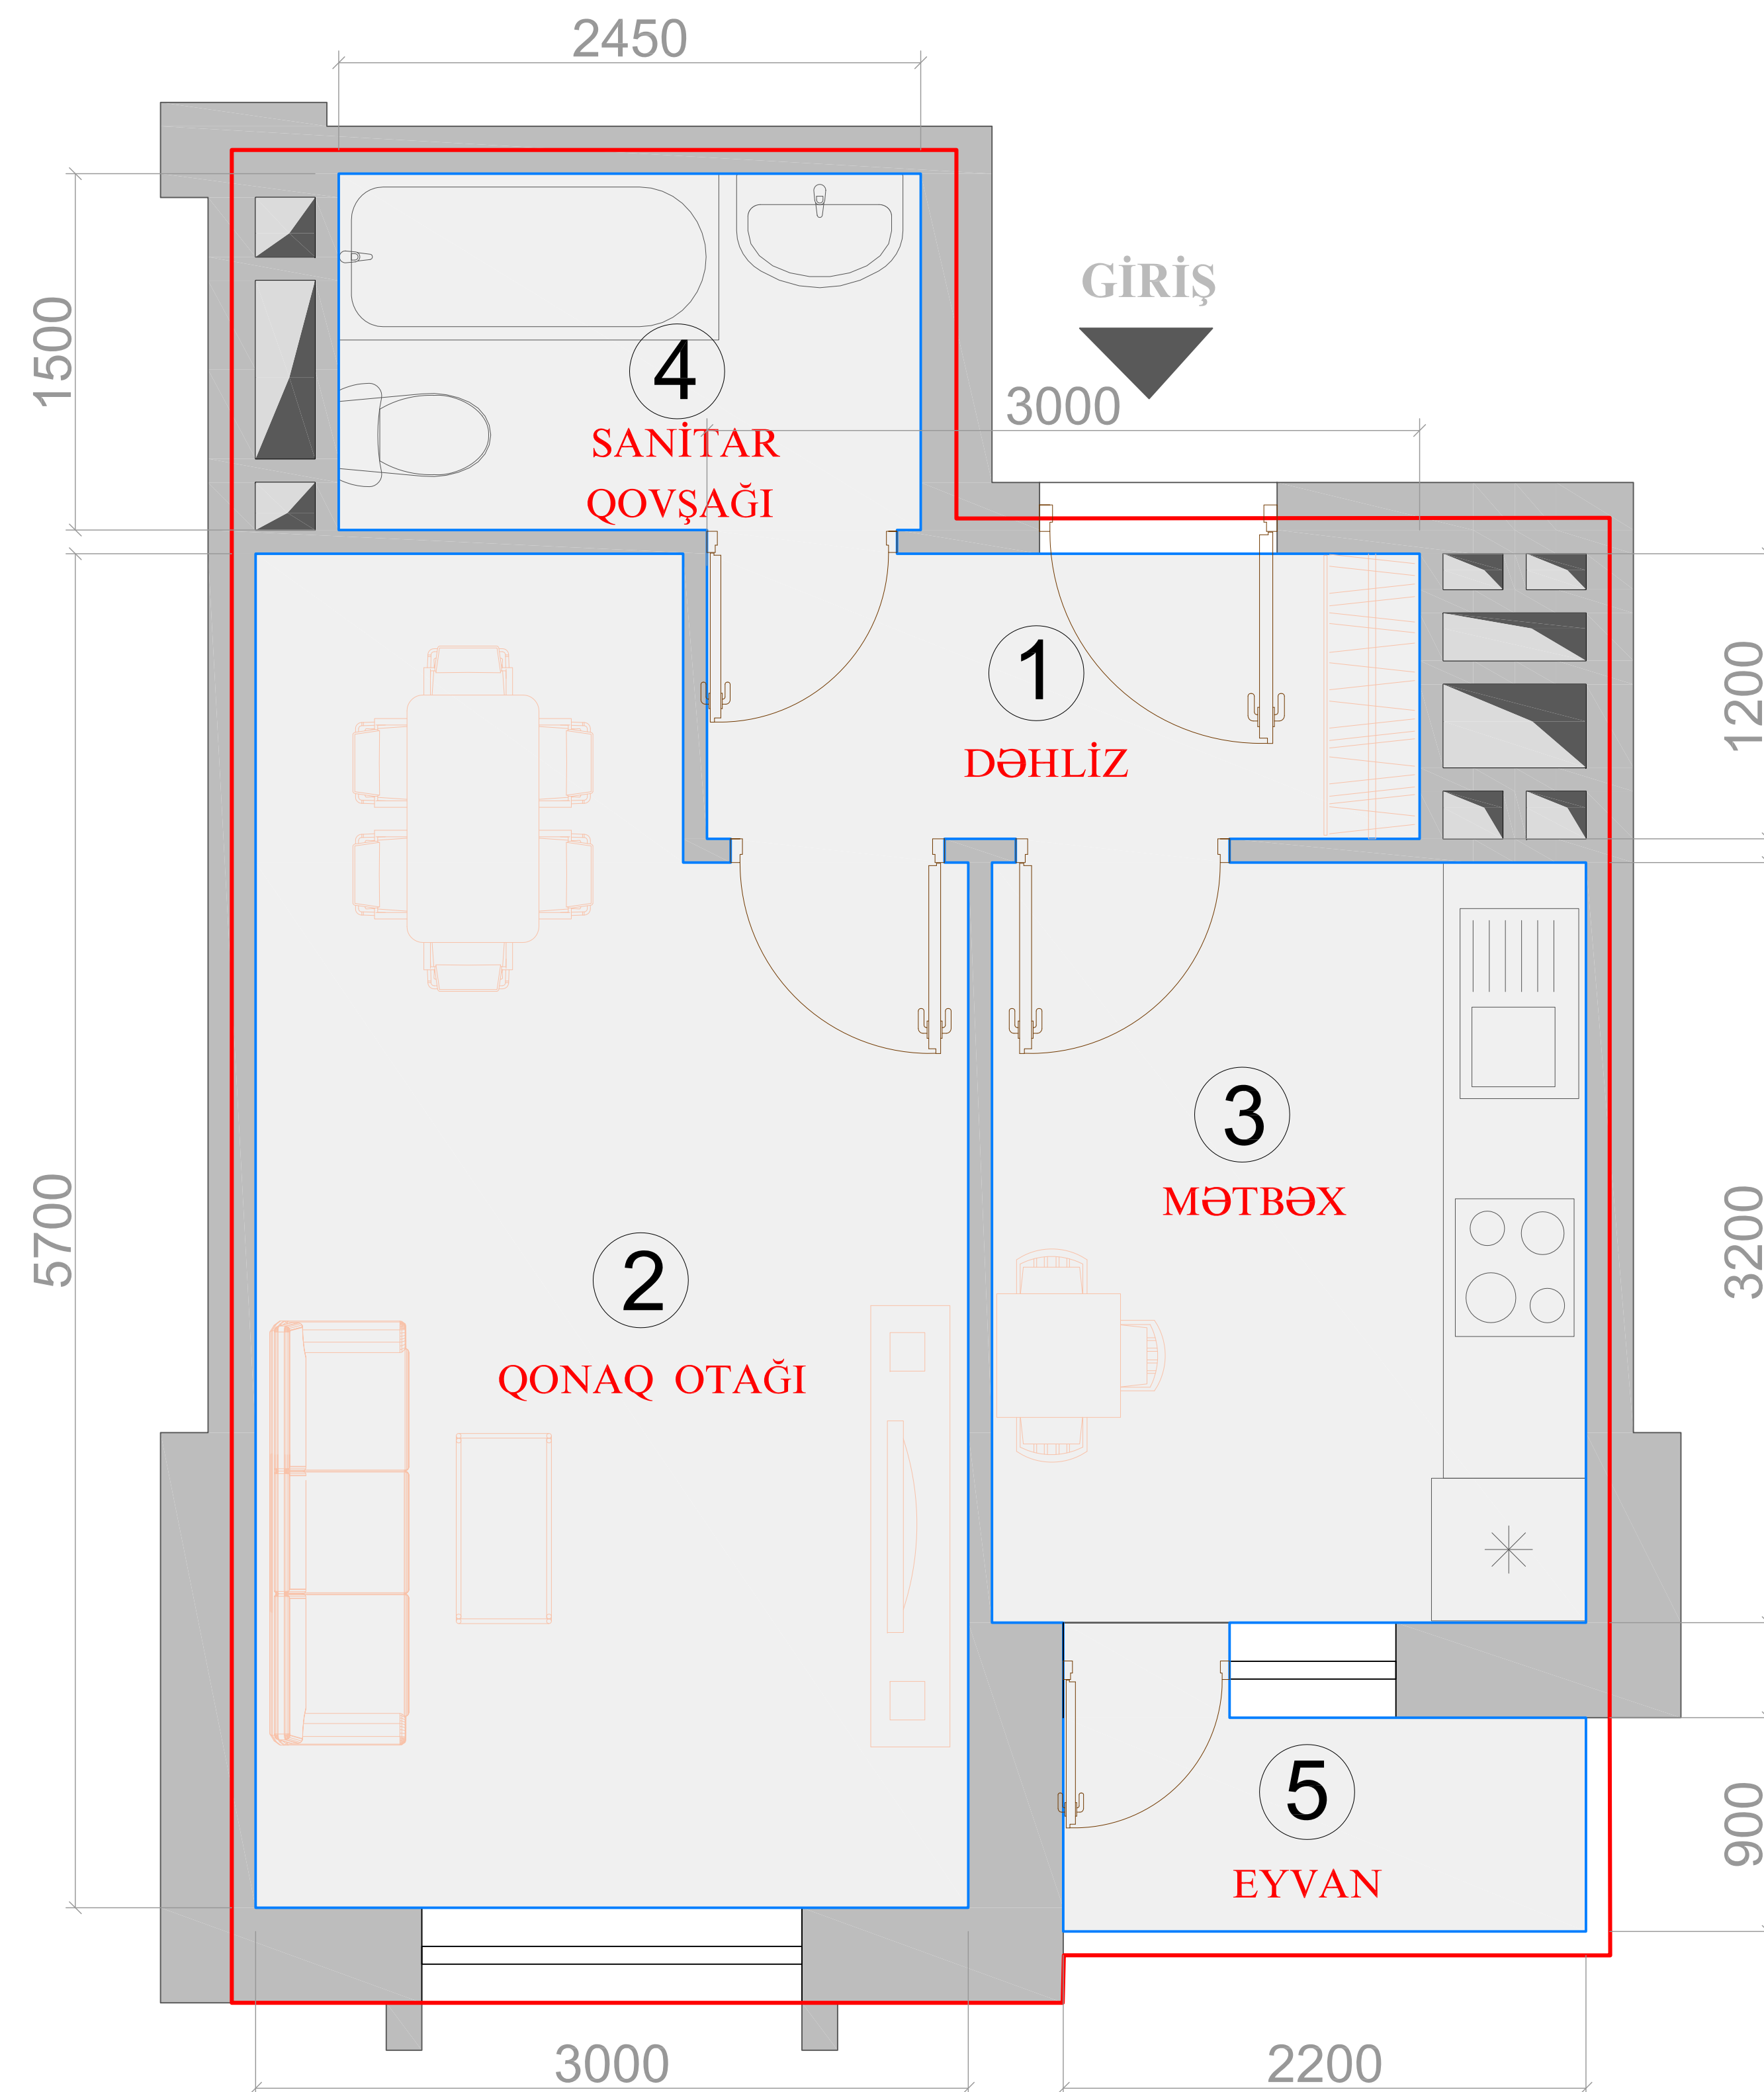 2450
GİRİŞ
1500
4
3000
SANİTAR
QOVŞAĞI
1
1200
DƏHLİZ
3
MƏTBƏX
5700
3200
2
QONAQ OTAĞI
5
900
EYVAN
3000
2200